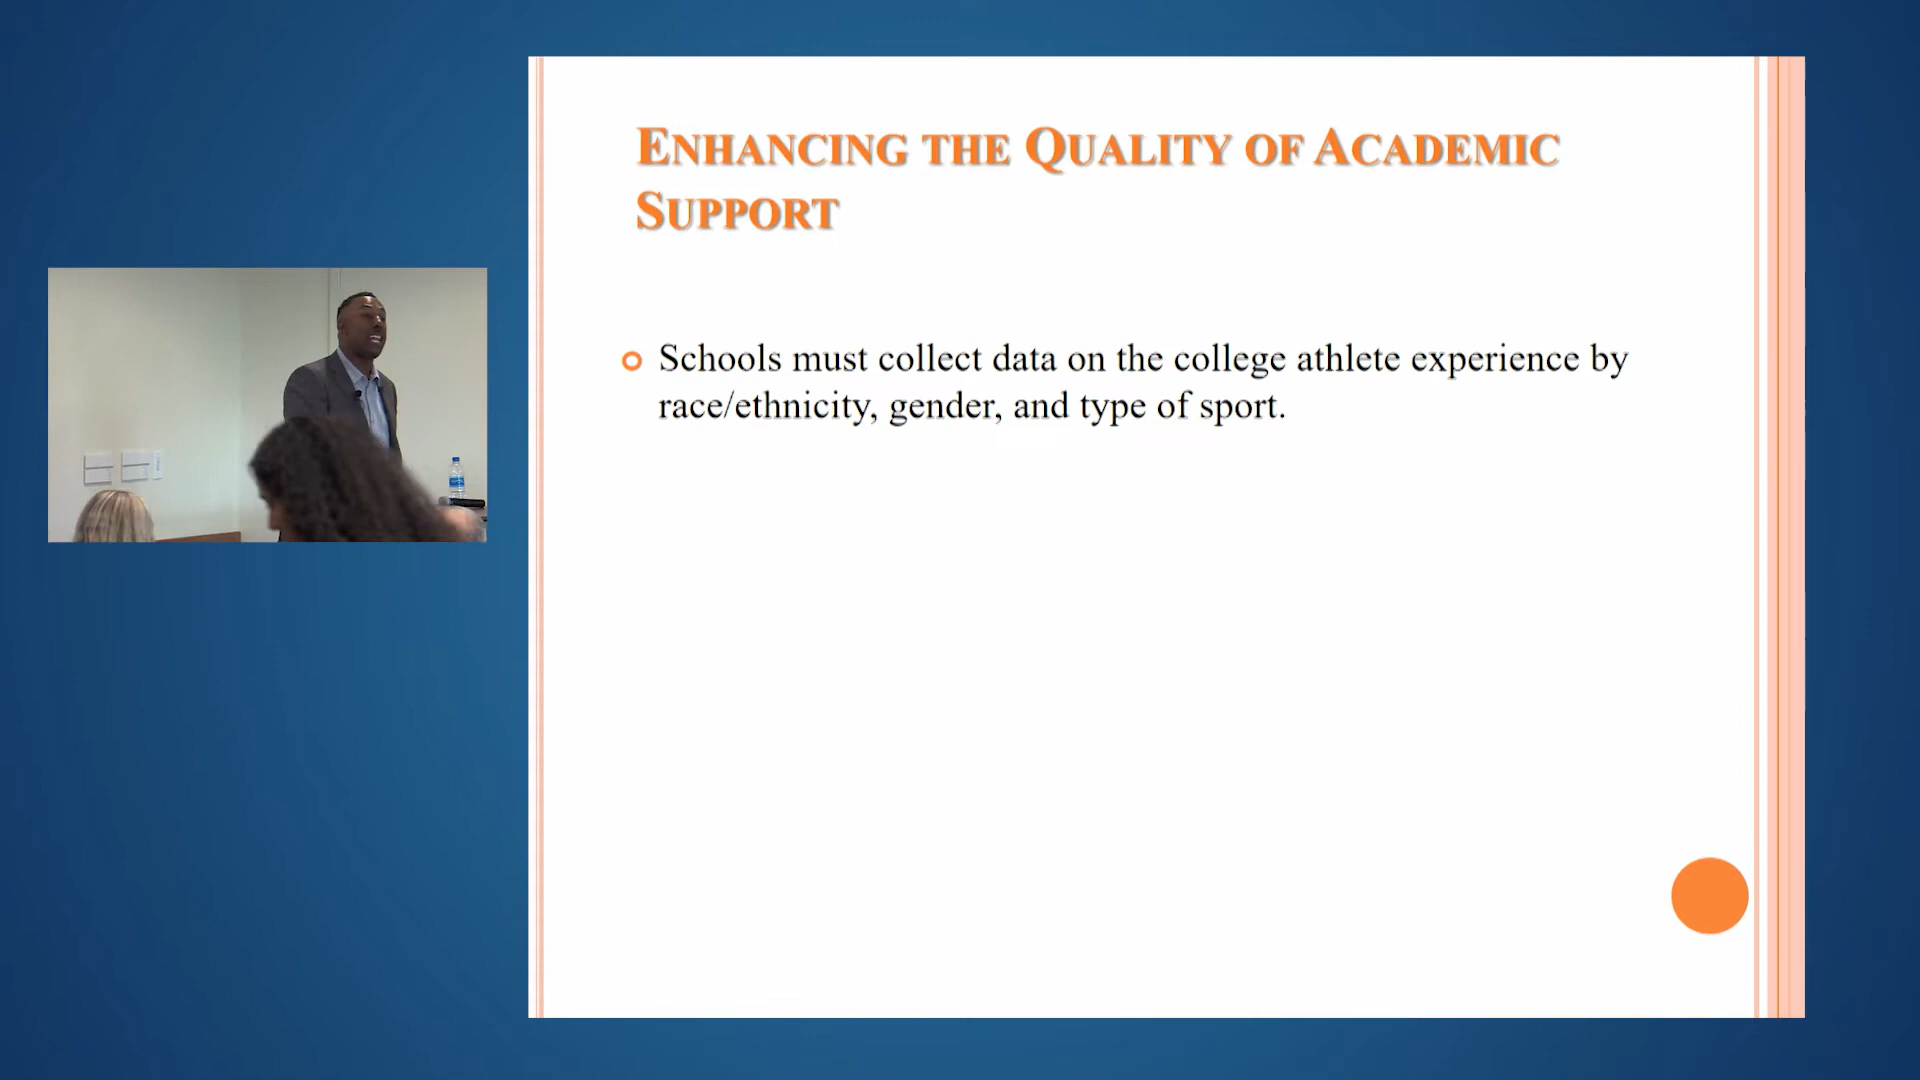 ENHANCING THE QUALITY OF ACADEMIC
SUPPORT
Schools must collect data on the college athlete experience by
race/ethnicity, gender, and type of sport.